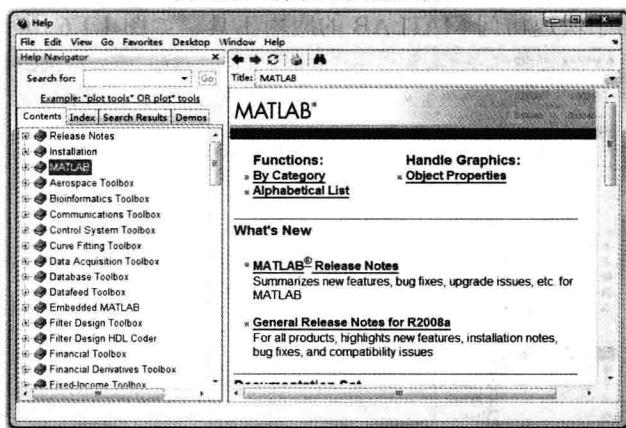 Help
File Edit View Go Favorites Desktop Window Help
Help Navigator
Search for:
Go
Example: "plot tools" OR plot* tools
Contents Index Search Results Demos
Release Notes
Installation
MATLAB
Aerospace Toolbox
Bioinformatics Toolbox
Communications Toolbox
Control System Toolbox
Curve Fitting Toolbox
Data Acquisition Toolbox
Database Toolbox
Datafeed Toolbox
Embedded MATLAB
Filter Design Toolbox
Filter Design HDL Coder
Financial Toolbox
Financial Derivatives Toolbox
Fixed-Income Toolbox
Title: MATLAB
MATLAB®
Functions:
By Category
Alphabetical List
Handle Graphics:
Object Properties
What's New
MATLAB® Release Notes
Summarizes new features, bug fixes, upgrade issues, etc. for
MATLAB
General Release Notes for R2008a
For all products, highlights new features, installation notes,
bug fixes, and compatibility issues